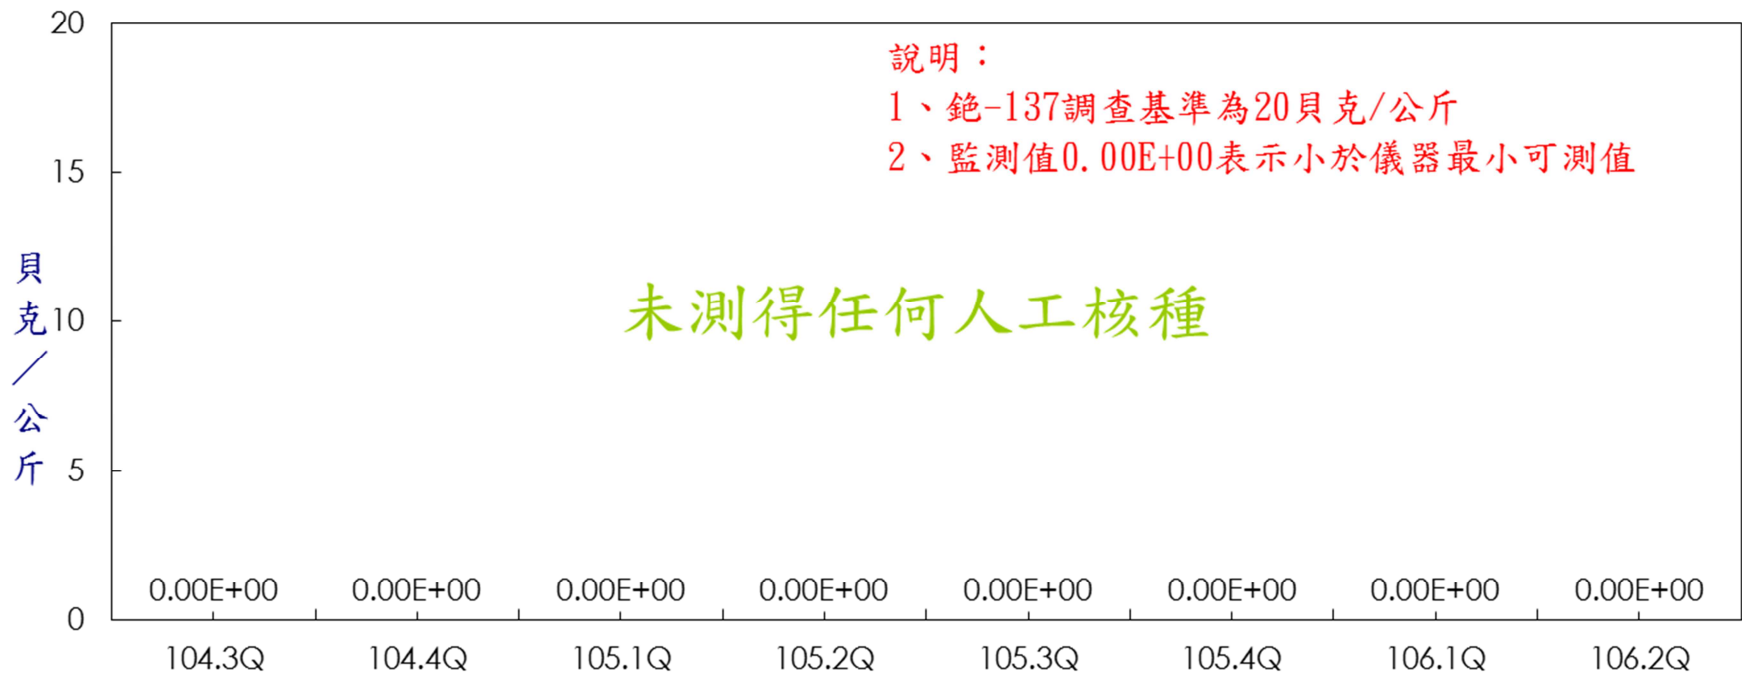 20
說明：
1、銫-137調查基準為20貝克/公斤
2、監測值0.00E+00表示小於儀器最小可測值
15
貝克/公斤
未測得任何人工核種
10
5
0.00E+00 0.00E+00 0.00E+00 0.00E+00 0.00E+00 0.00E+00 0.00E+00 0.00E+00
0
104.3Q 104.4Q 105.1Q 105.2Q 105.3Q 105.4Q 106.1Q 106.2Q